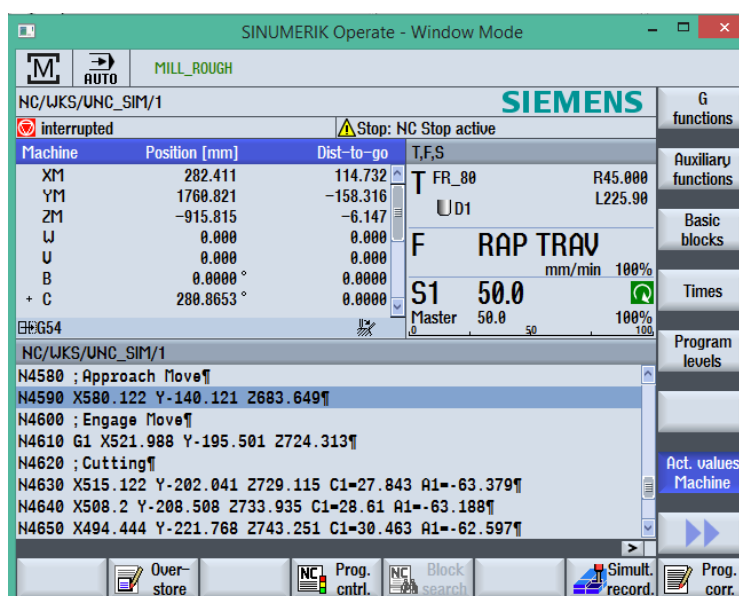 SINUMERIK Operate - Window Mode
M
AUTO
MILL_ROUGH
NC/WKS/VNC_SIM/1
SIEMENS
interrupted
Stop: NC Stop active
Machine Position [mm] Dist-to-go
XM 282.411 114.732
YM 1760.821 -158.316
ZM -915.815 -6.147
W 0.000 0.000
U 0.000 0.000
B 0.0000 ° 0.0000
+ C 280.8653 ° 0.0000
G54
T,F,S
T FR_80 R45.000
D1 L225.90
F RAP TRAV
mm/min 100%
S1 50.0
Master 50.0 100%
0 50 100
NC/WKS/VNC_SIM/1
N4580 ;Approach Move¶
N4590 X580.122 Y-140.121 Z683.649¶
N4600 ;Engage Move¶
N4610 G1 X521.988 Y-195.501 Z724.313¶
N4620 ;Cutting¶
N4630 X515.122 Y-202.041 Z729.115 C1=27.843 A1=-63.379¶
N4640 X508.2 Y-208.508 Z733.935 C1=28.61 A1=-63.188¶
N4650 X494.444 Y-221.768 Z743.251 C1=30.463 A1=-62.597¶
>
G
functions
Auxiliary
functions
Basic
blocks
Times
Program
levels
Act. values
Machine
Over-
store
NC
Prog.
cntrl.
NC
Block
search
Simult.
record.
Prog.
corr.